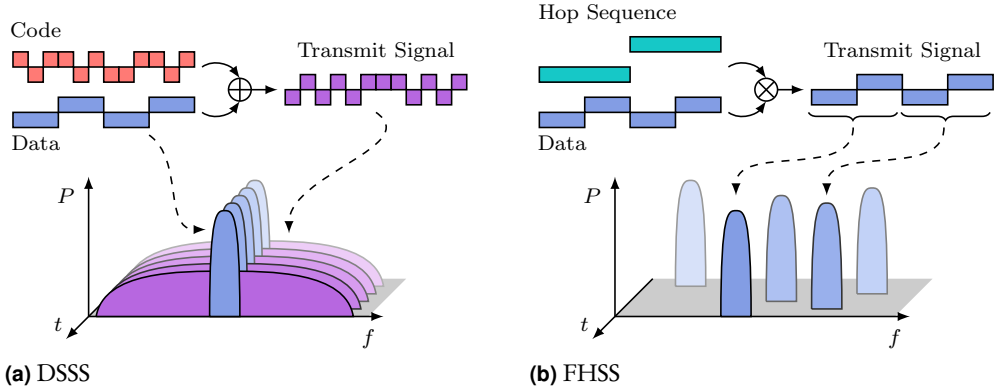 Code
Transmit Signal
Data
P
t
f
(a) DSSS
Hop Sequence
Transmit Signal
Data
P
t
f
(b) FHSS